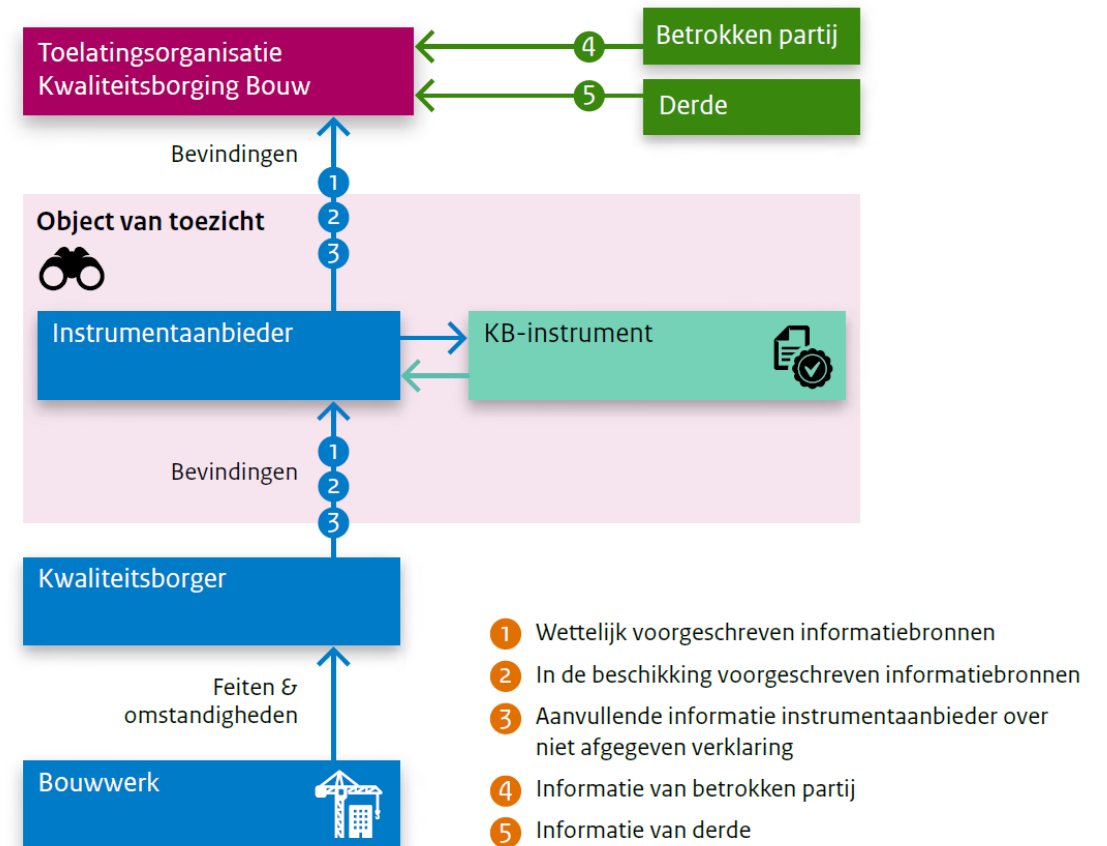 Toelatingsorganisatie
Kwaliteitsborging Bouw
4
Betrokken partij
5
Derde
Bevindingen
1
2
3
Object van toezicht
Instrumentaanbieder
KB-instrument
Bevindingen
1
2
3
Kwaliteitsborger
Feiten &
omstandigheden
Bouwwerk
1 Wettelijk voorgeschreven informatiebronnen
2 In de beschikking voorgeschreven informatiebronnen
3 Aanvullende informatie instrumentaanbieder over
niet afgegeven verklaring
4 Informatie van betrokken partij
5 Informatie van derde